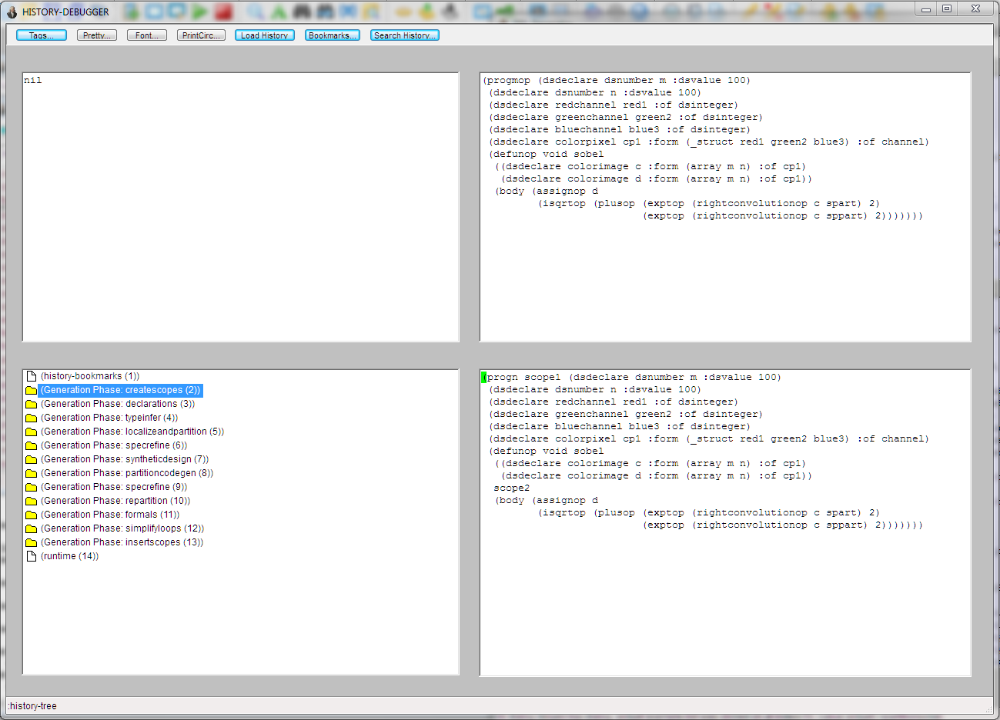 HISTORY-DEBUGGER
Tags... Pretty... Font... PrintCirc... Load History Bookmarks... Search History...
nil
(progmop (dsdeclare dsnumber m :dsvalue 100)
(dsdeclare dsnumber n :dsvalue 100)
(dsdeclare redchannel red1 :of dsinteger)
(dsdeclare greenchannel green2 :of dsinteger)
(dsdeclare bluechannel blue3 :of dsinteger)
(dsdeclare colorpixel cp1 :form (_struct red1 green2 blue3) :of channel)
(defunop void sobel
((dsdeclare colorimage c :form (array m n) :of cp1)
(dsdeclare colorimage d :form (array m n) :of cp1))
(body (assignop d
(isqrtop (plusop (exptop (rightconvolutionop c spart) 2)
(exptop (rightconvolutionop c sppart) 2)))))))
(history-bookmarks (1))
(Generation Phase: createscopes (2))
(Generation Phase: declarations (3))
(Generation Phase: typeinfer (4))
(Generation Phase: localizeandpartition (5))
(Generation Phase: specrefine (6))
(Generation Phase: syntheticdesign (7))
(Generation Phase: partitioncodegen (8))
(Generation Phase: specrefine (9))
(Generation Phase: repartition (10))
(Generation Phase: formals (11))
(Generation Phase: simplifyloops (12))
(Generation Phase: insertscopes (13))
(runtime (14))
(progn scope1 (dsdeclare dsnumber m :dsvalue 100)
(dsdeclare dsnumber n :dsvalue 100)
(dsdeclare redchannel red1 :of dsinteger)
(dsdeclare greenchannel green2 :of dsinteger)
(dsdeclare bluechannel blue3 :of dsinteger)
(dsdeclare colorpixel cp1 :form (_struct red1 green2 blue3) :of channel)
(defunop void sobel
((dsdeclare colorimage c :form (array m n) :of cp1)
(dsdeclare colorimage d :form (array m n) :of cp1))
scope2
(body (assignop d
(isqrtop (plusop (exptop (rightconvolutionop c spart) 2)
(exptop (rightconvolutionop c sppart) 2)))))))
:history-tree